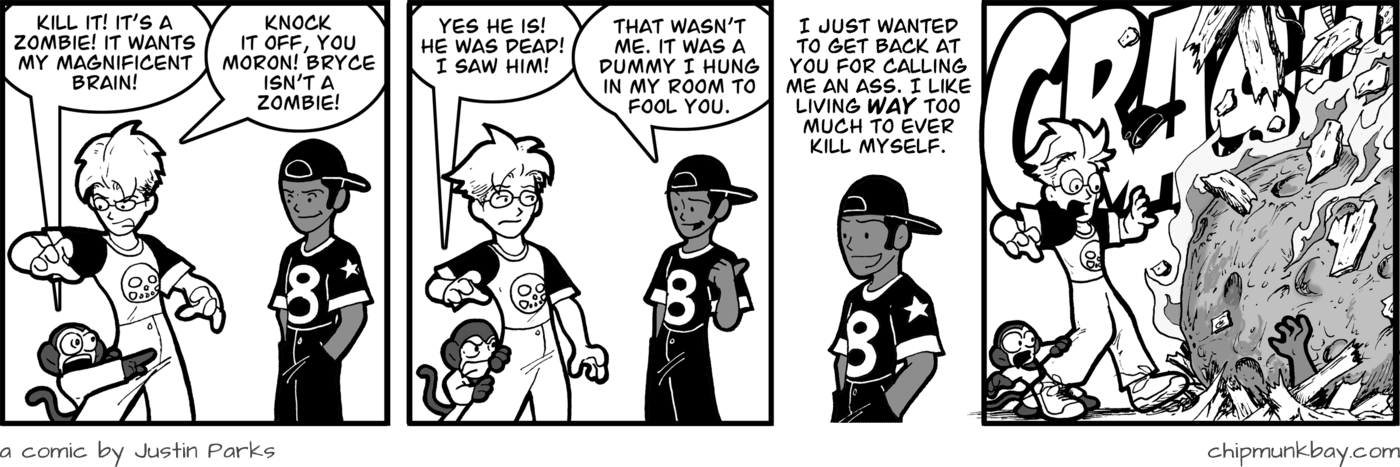 KILL IT! IT'S A
ZOMBIE! IT WANTS
MY MAGNIFICENT
BRAIN!
KNOCK
IT OFF, YOU
MORON! BRYCE
ISN'T A
ZOMBIE!
YES HE IS!
HE WAS DEAD!
I SAW HIM!
THAT WASN'T
ME. IT WAS A
DUMMY I HUNG
IN MY ROOM TO
FOOL YOU.
I JUST WANTED
TO GET BACK AT
YOU FOR CALLING
ME AN ASS. I LIKE
LIVING WAY TOO
MUCH TO EVER
KILL MYSELF.
CRASH!!
8
8
8
a comic by Justin Parks
chipmunkbay.com